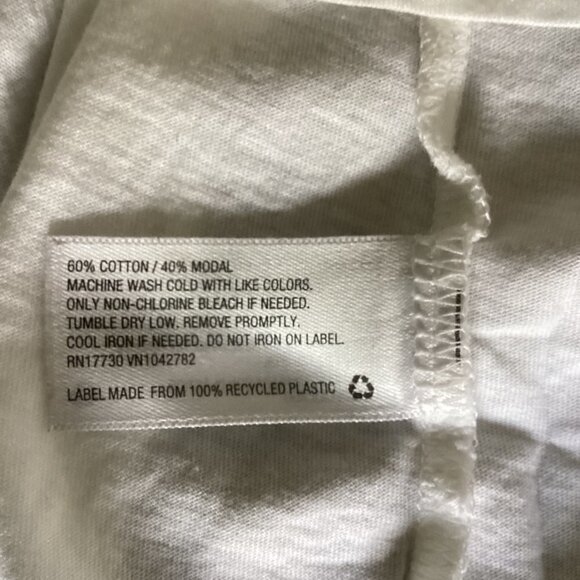 60% COTTON / 40% MODAL
MACHINE WASH COLD WITH LIKE COLORS.
ONLY NON-CHLORINE BLEACH IF NEEDED.
TUMBLE DRY LOW. REMOVE PROMPTLY.
COOL IRON IF NEEDED. DO NOT IRON ON LABEL.
RN17730 VN1042782
LABEL MADE FROM 100% RECYCLED PLASTIC